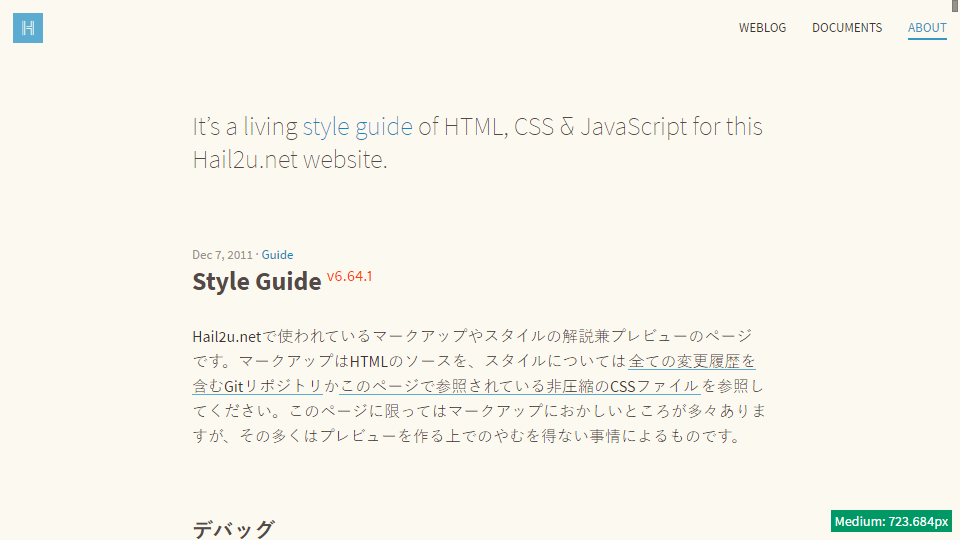 H
WEBLOG DOCUMENTS ABOUT
It's a living style guide of HTML, CSS & JavaScript for this
Hail2u.net website.
Dec 7, 2011 · Guide
Style Guide v6.64.1
Hail2u.netで使われているマークアップやスタイルの解説兼プレビューのページ
です。マークアップはHTMLのソースを、スタイルについては全ての変更履歴を
含むGitリポジトリかこのページで参照されている非圧縮のCSSファイルを参照し
てください。このページに限ってはマークアップにおかしいところが多々ありま
すが、その多くはプレビューを作る上でのやむを得ない事情によるものです。
デバッグ
Medium: 723.684px